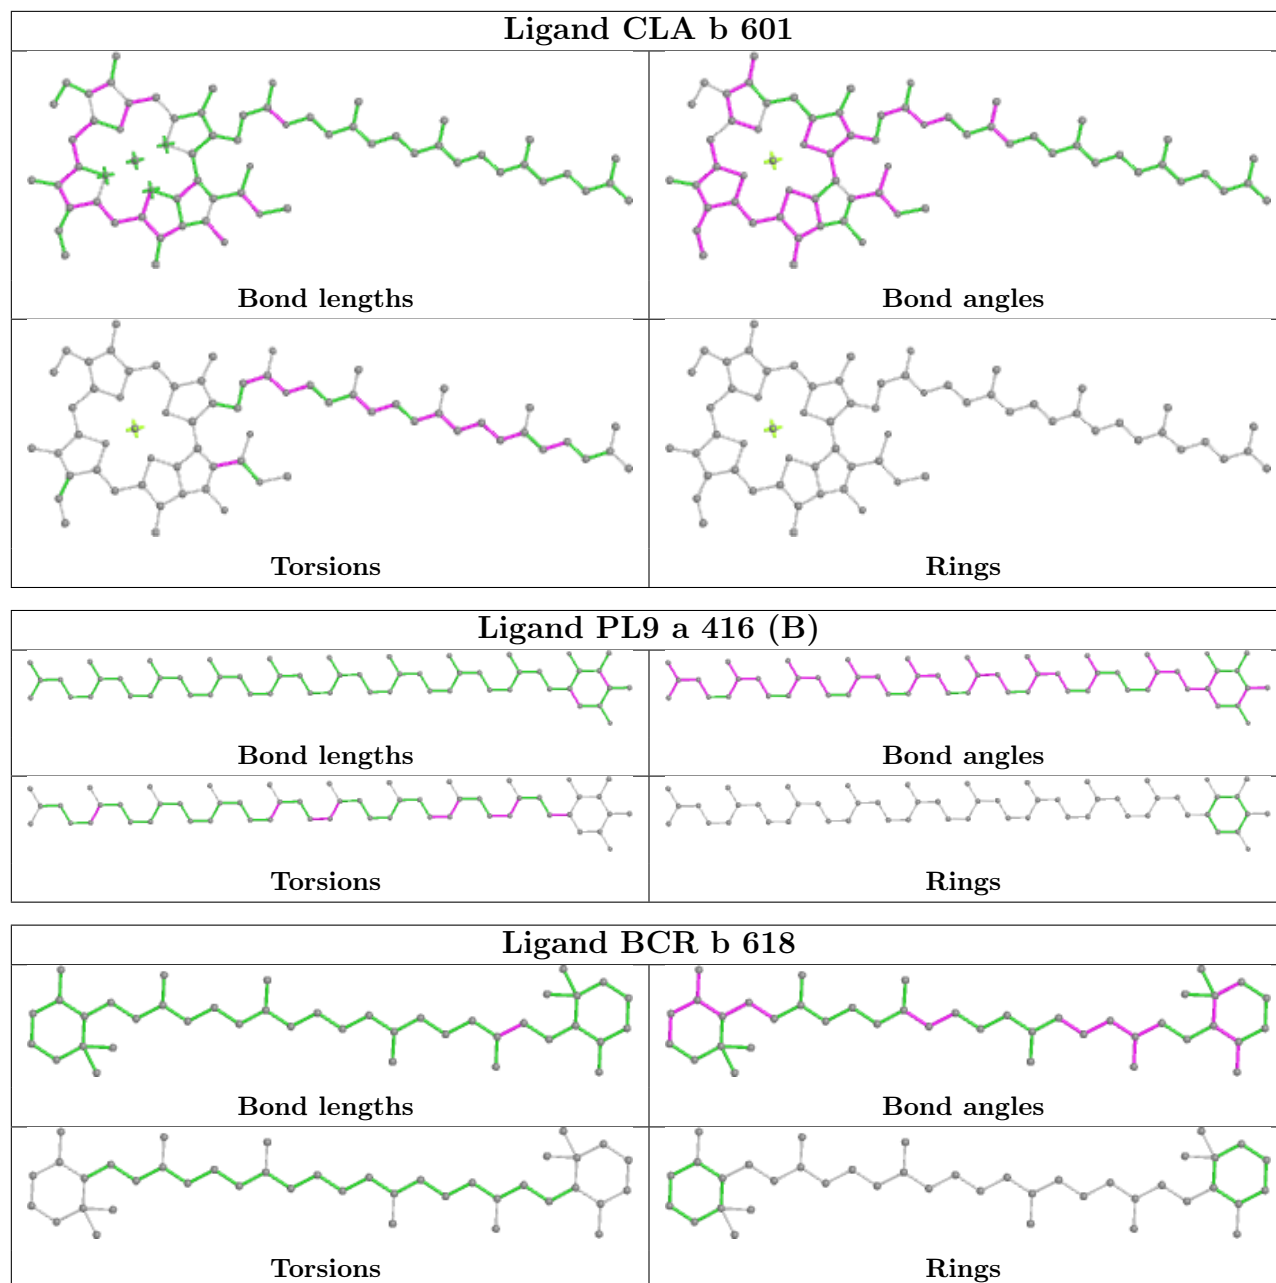 Ligand CLA b 601
Bond lengths
Bond angles
Torsions
Rings
Ligand PL9 a 416 (B)
Bond lengths
Bond angles
Torsions
Rings
Ligand BCR b 618
Bond lengths
Bond angles
Torsions
Rings